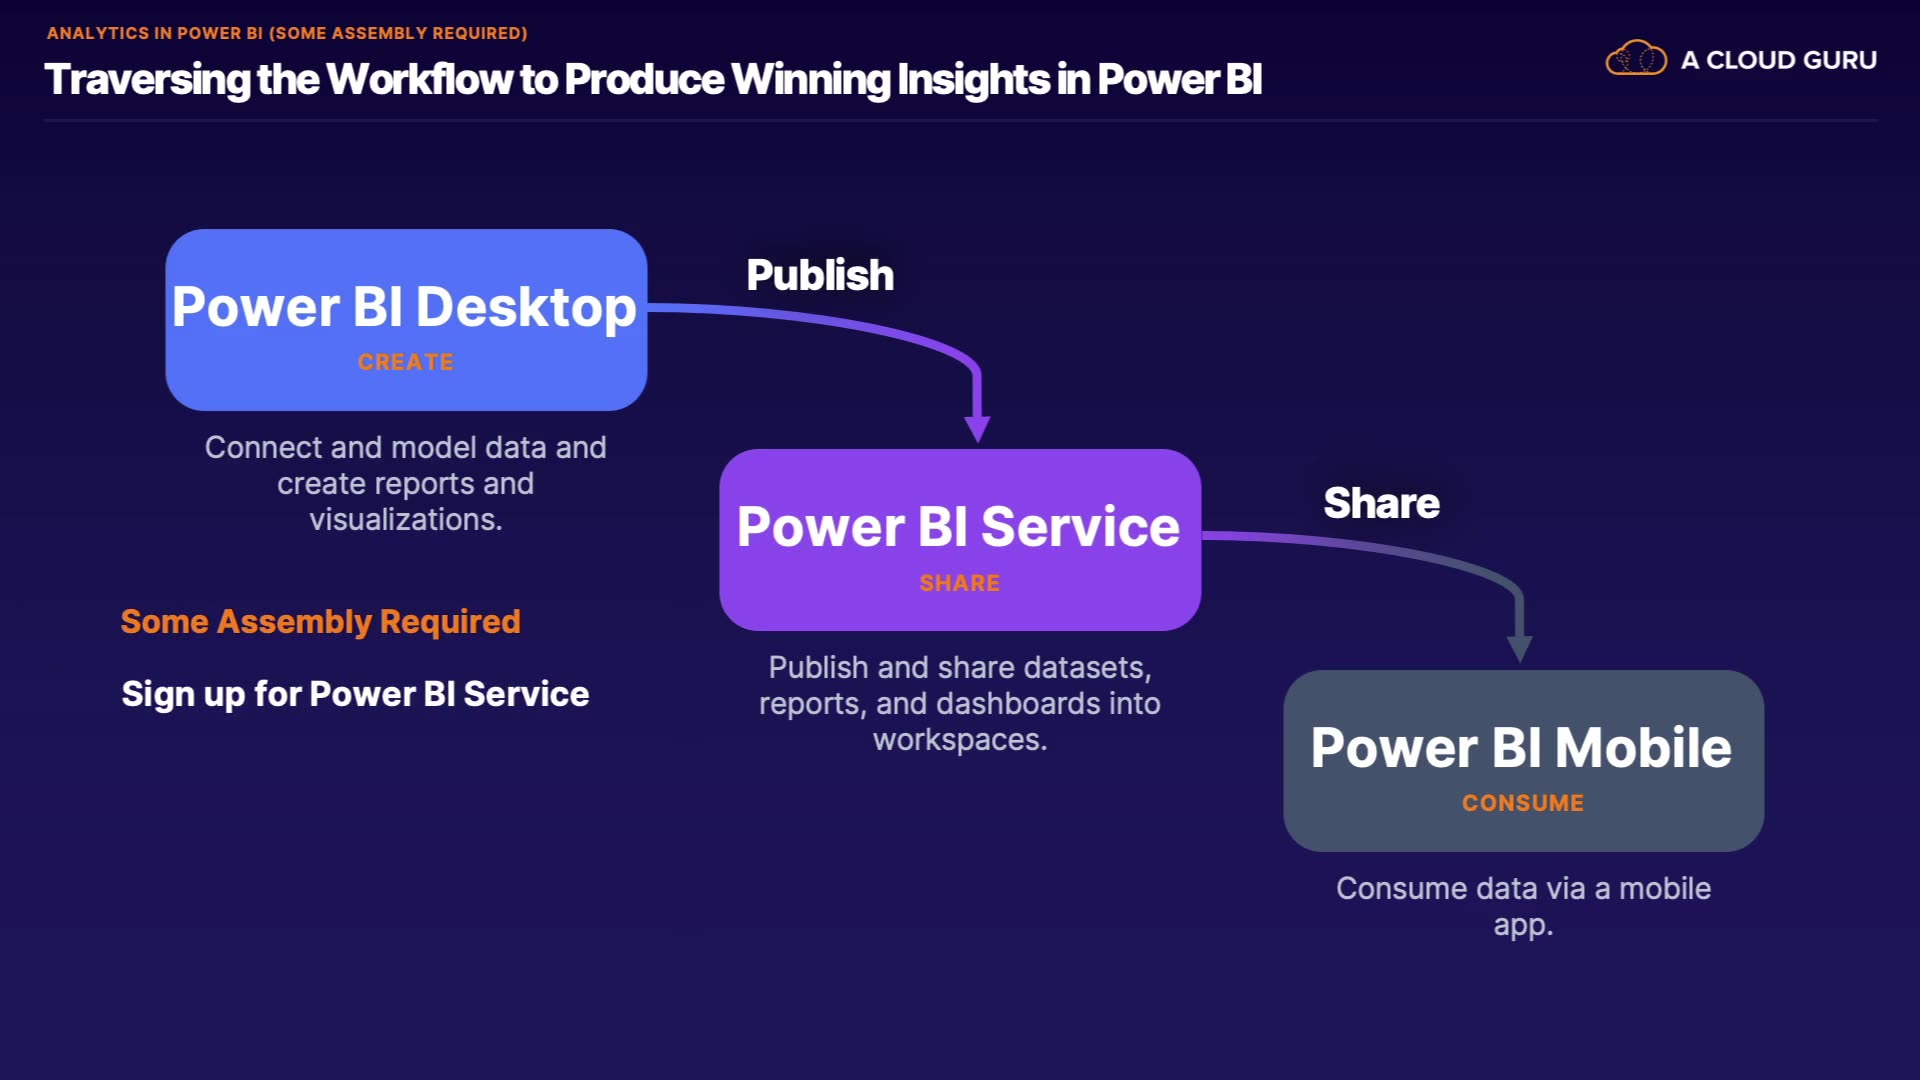 ANALYTICS IN POWER BI (SOME ASSEMBLY REQUIRED)
Traversing the Workflow to Produce Winning Insights in Power BI
A CLOUD GURU
Power BI Desktop
CREATE
Connect and model data and
create reports and
visualizations.
Publish
Power BI Service
SHARE
Publish and share datasets,
reports, and dashboards into
workspaces.
Share
Power BI Mobile
CONSUME
Consume data via a mobile
app.
Some Assembly Required
Sign up for Power BI Service